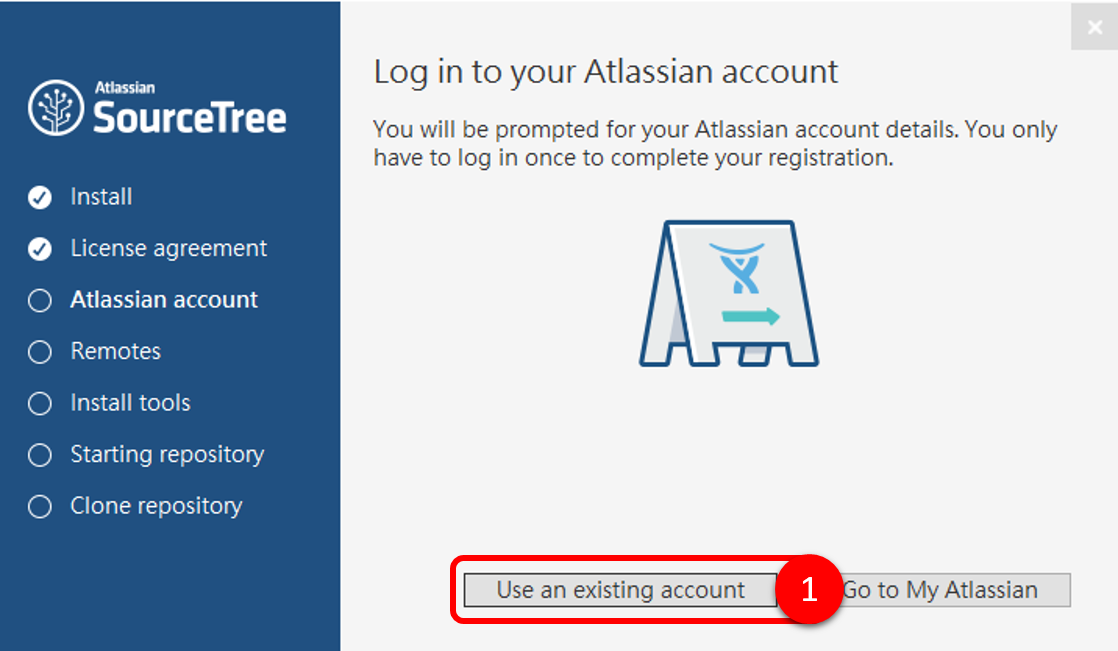 Atlassian
SourceTree
Install
License agreement
Atlassian account
Remotes
Install tools
Starting repository
Clone repository
Log in to your Atlassian account
You will be prompted for your Atlassian account details. You only
have to log in once to complete your registration.
Use an existing account
1
Go to My Atlassian